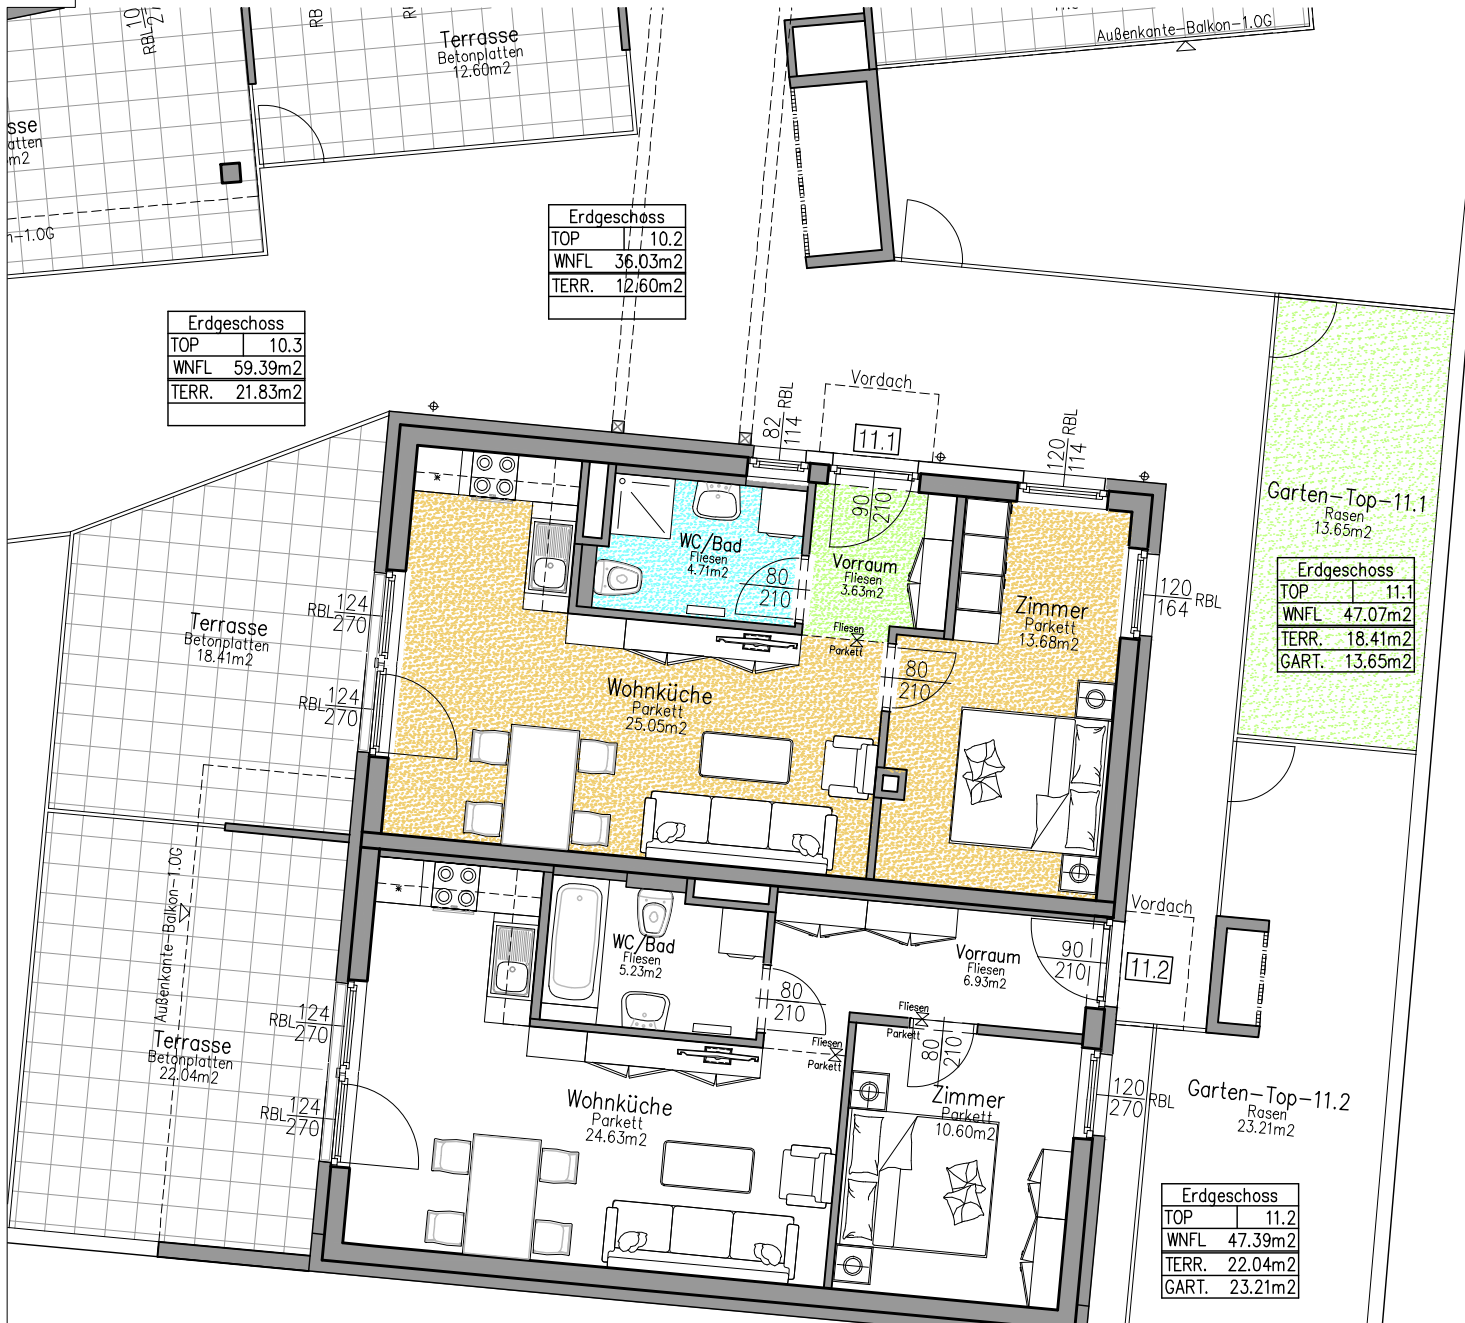 RBL
RBL
Terrasse
Betonplatten
12.60m2
Außenkante-Balkon-1.OG
Erdgeschoss
TOP 10.2
WNFL 36.03m2
TERR. 12.60m2
Erdgeschoss
TOP 10.3
WNFL 59.39m2
TERR. 21.83m2
Vordach
82 RBL
114
11.1
120 RBL
114
90
210
Garten-Top-11.1
Rasen
13.65m2
Erdgeschoss
TOP 11.1
WNFL 47.07m2
TERR. 18.41m2
GART. 13.65m2
WC/Bad
Fliesen
4.71m2
80
210
Vorraum
Fliesen
3.63m2
Fliesen
Parkett
Zimmer
Parkett
13.68m2
120 RBL
164
80
210
Terrasse
Betonplatten
18.41m2
RBL 124
270
RBL 124
270
Wohnküche
Parkett
25.05m2
Außenkante-Balkon-1.OG
Terrasse
Betonplatten
22.04m2
RBL 124
270
RBL 124
270
WC/Bad
Fliesen
5.23m2
80
210
Vorraum
Fliesen
6.93m2
90
210
Vordach
11.2
Fliesen
Parkett
Fliesen
Parkett
80
210
Wohnküche
Parkett
24.63m2
Zimmer
Parkett
10.60m2
120 RBL
270
Garten-Top-11.2
Rasen
23.21m2
Erdgeschoss
TOP 11.2
WNFL 47.39m2
TERR. 22.04m2
GART. 23.21m2